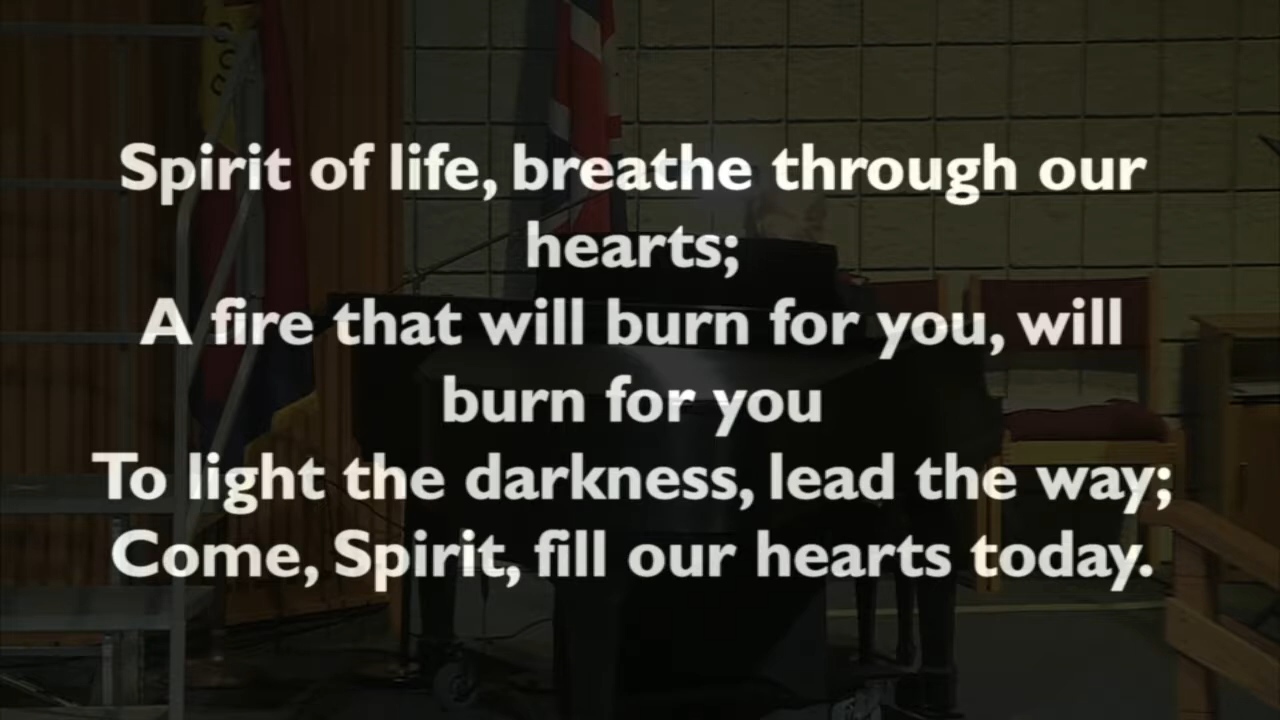 Spirit of life, breathe through our
hearts;
A fire that will burn for you, will
burn for you
To light the darkness, lead the way;
Come, Spirit, fill our hearts today.